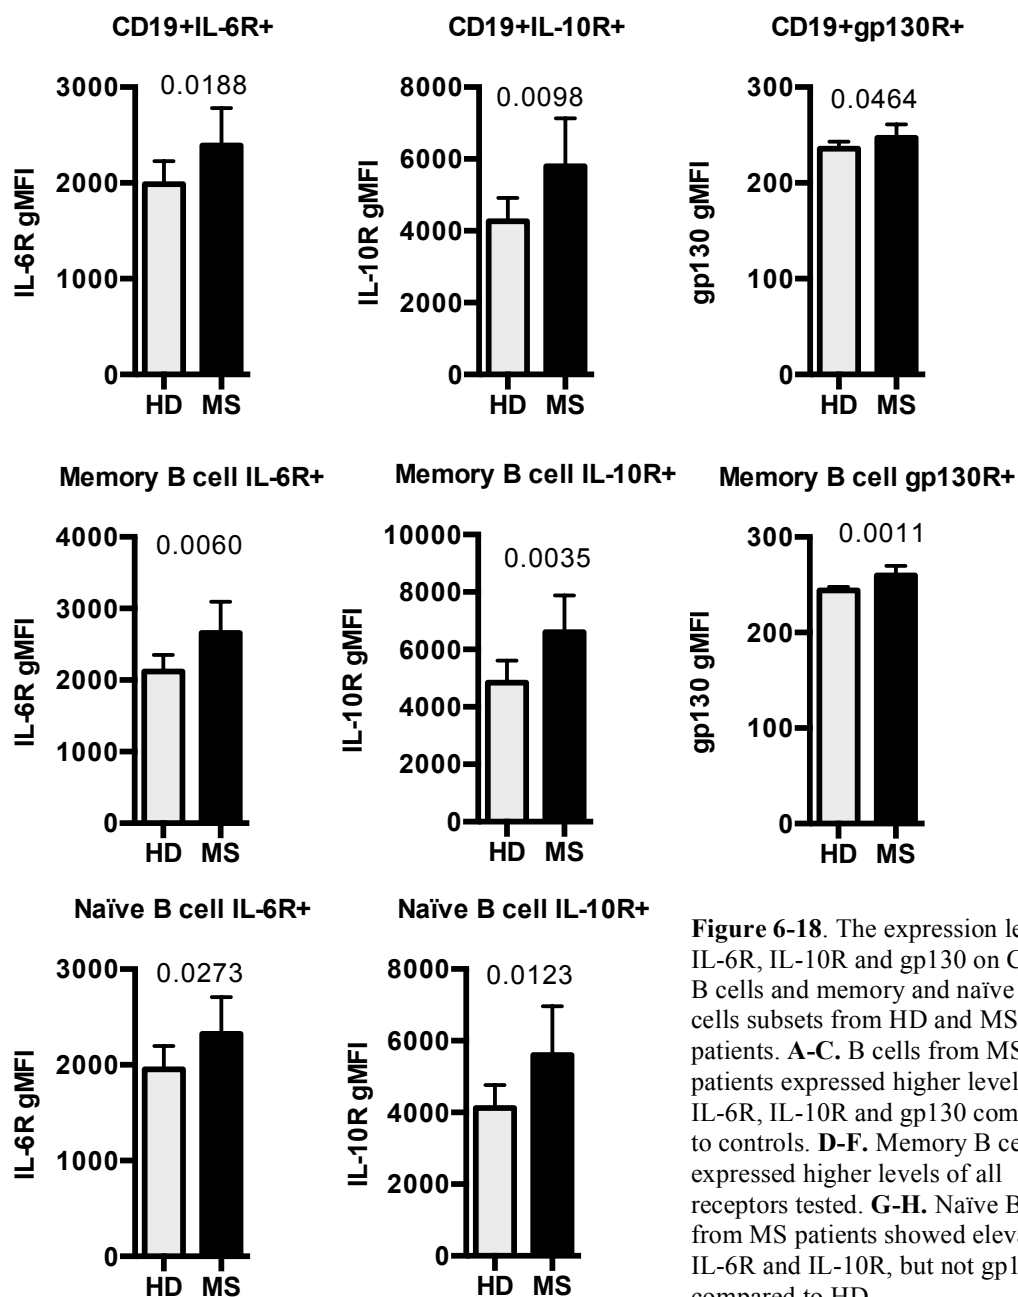 CD19+IL-6R+
CD19+IL-10R+
CD19+gp130R+
IL-6R gMFI
3000
2000
1000
0
0.0188
HD MS
IL-10R gMFI
8000
6000
4000
2000
0
0.0098
HD MS
gp130 gMFI
300
200
100
0
0.0464
HD MS
Memory B cell IL-6R+
Memory B cell IL-10R+
Memory B cell gp130R+
IL-6R gMFI
4000
3000
2000
1000
0
0.0060
HD MS
IL-10R gMFI
10000
8000
6000
4000
2000
0
0.0035
HD MS
gp130 gMFI
300
200
100
0
0.0011
HD MS
Naïve B cell IL-6R+
Naïve B cell IL-10R+
IL-6R gMFI
3000
2000
1000
0
0.0273
HD MS
IL-10R gMFI
8000
6000
4000
2000
0
0.0123
HD MS
Figure 6-18. The expression le
IL-6R, IL-10R and gp130 on C
B cells and memory and naïve
cells subsets from HD and MS
patients. A-C. B cells from MS
patients expressed higher level
IL-6R, IL-10R and gp130 com
to controls. D-F. Memory B ce
expressed higher levels of all
receptors tested. G-H. Naïve B
from MS patients showed eleva
IL-6R and IL-10R, but not gp1
compared to HD